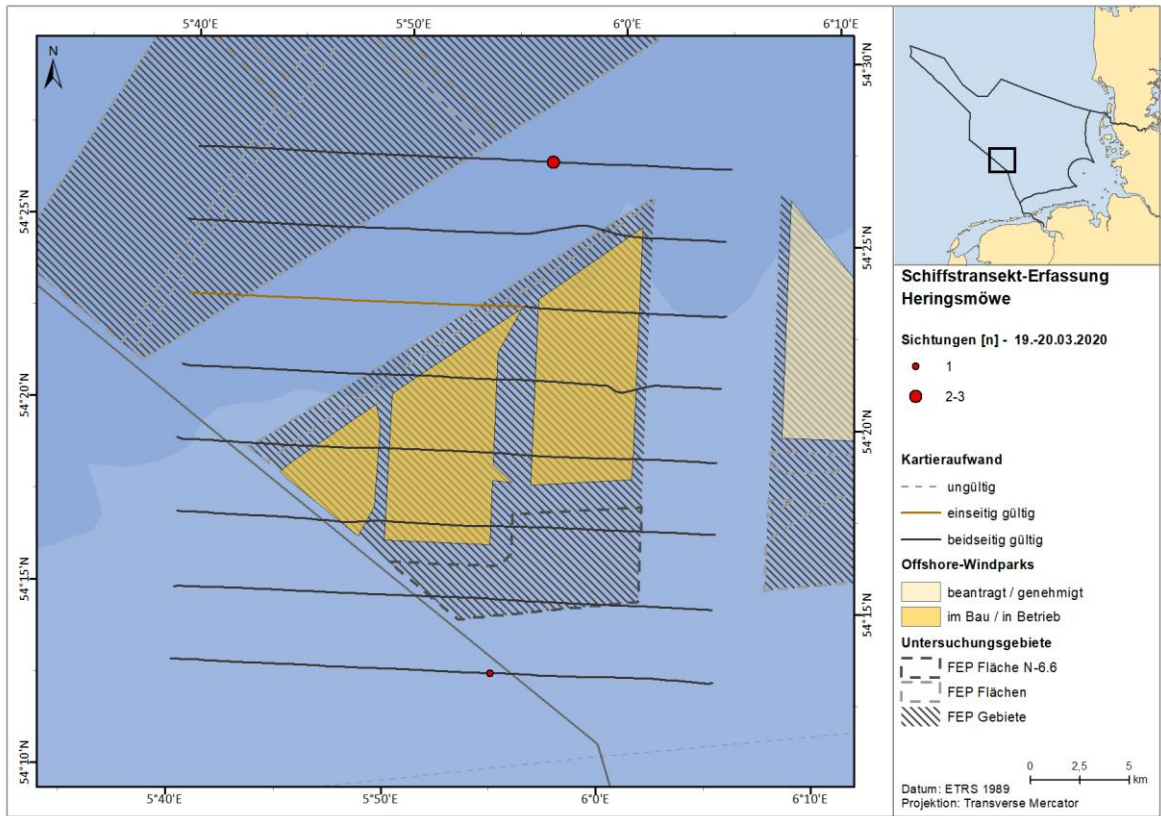 5°40'E
5°50'E
6°0'E
6°10'E
N
54°30'N
54°25'N
54°25'N
54°20'N
54°20'N
54°15'N
54°15'N
54°10'N
5°40'E
5°50'E
6°0'E
6°10'E
Schiffstransekt-Erfassung
Heringsmöwe
Sichtungen [n] - 19.-20.03.2020
1
2-3
Kartieraufwand
ungültig
einseitig gültig
beidseitig gültig
Offshore-Windparks
beantragt / genehmigt
im Bau / in Betrieb
Untersuchungsgebiete
FEP Fläche N-6.6
FEP Flächen
FEP Gebiete
0 2,5 5
km
Datum: ETRS 1989
Projektion: Transverse Mercator